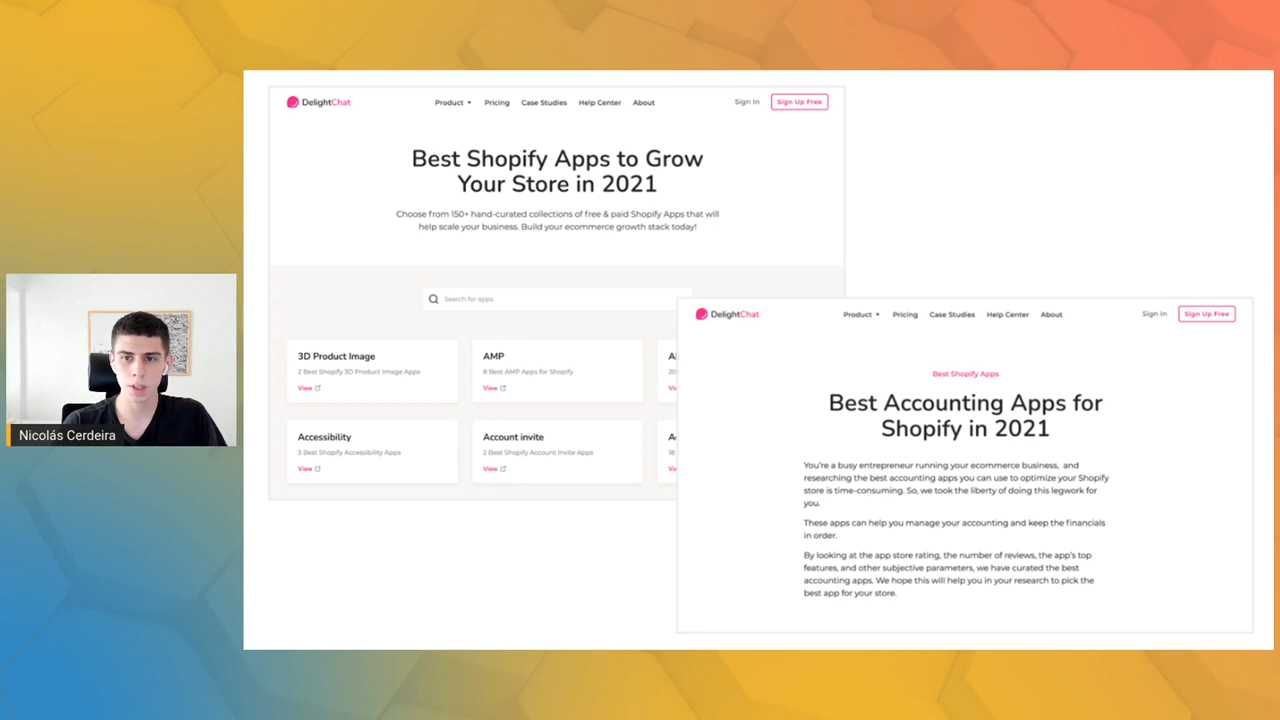 DelightChat
Product
Pricing
Case Studies
Help Center
About
Sign In
Sign Up Free
Best Shopify Apps to Grow
Your Store in 2021
Choose from 150+ hand-curated collections of free & paid Shopify Apps that will
help scale your business. Build your ecommerce growth stack today!
Search for apps
3D Product Image
2 Best Shopify 3D Product Image Apps
View
AMP
8 Best AMP Apps for Shopify
View
Accessibility
3 Best Shopify Accessibility Apps
View
Account invite
2 Best Shopify Account Invite Apps
View
20
18
DelightChat
Product
Pricing
Case Studies
Help Center
About
Sign In
Sign Up Free
Best Shopify Apps
Best Accounting Apps for
Shopify in 2021
You're a busy entrepreneur running your ecommerce business, and
researching the best accounting apps you can use to optimize your Shopify
store is time-consuming. So, we took the liberty of doing this legwork for
you.
These apps can help you manage your accounting and keep the financials
in order.
By looking at the app store rating, the number of reviews, the app's top
features, and other subjective parameters, we have curated the best
accounting apps. We hope this will help you in your research to pick the
best app for your store.
Nicolás Cerdeira